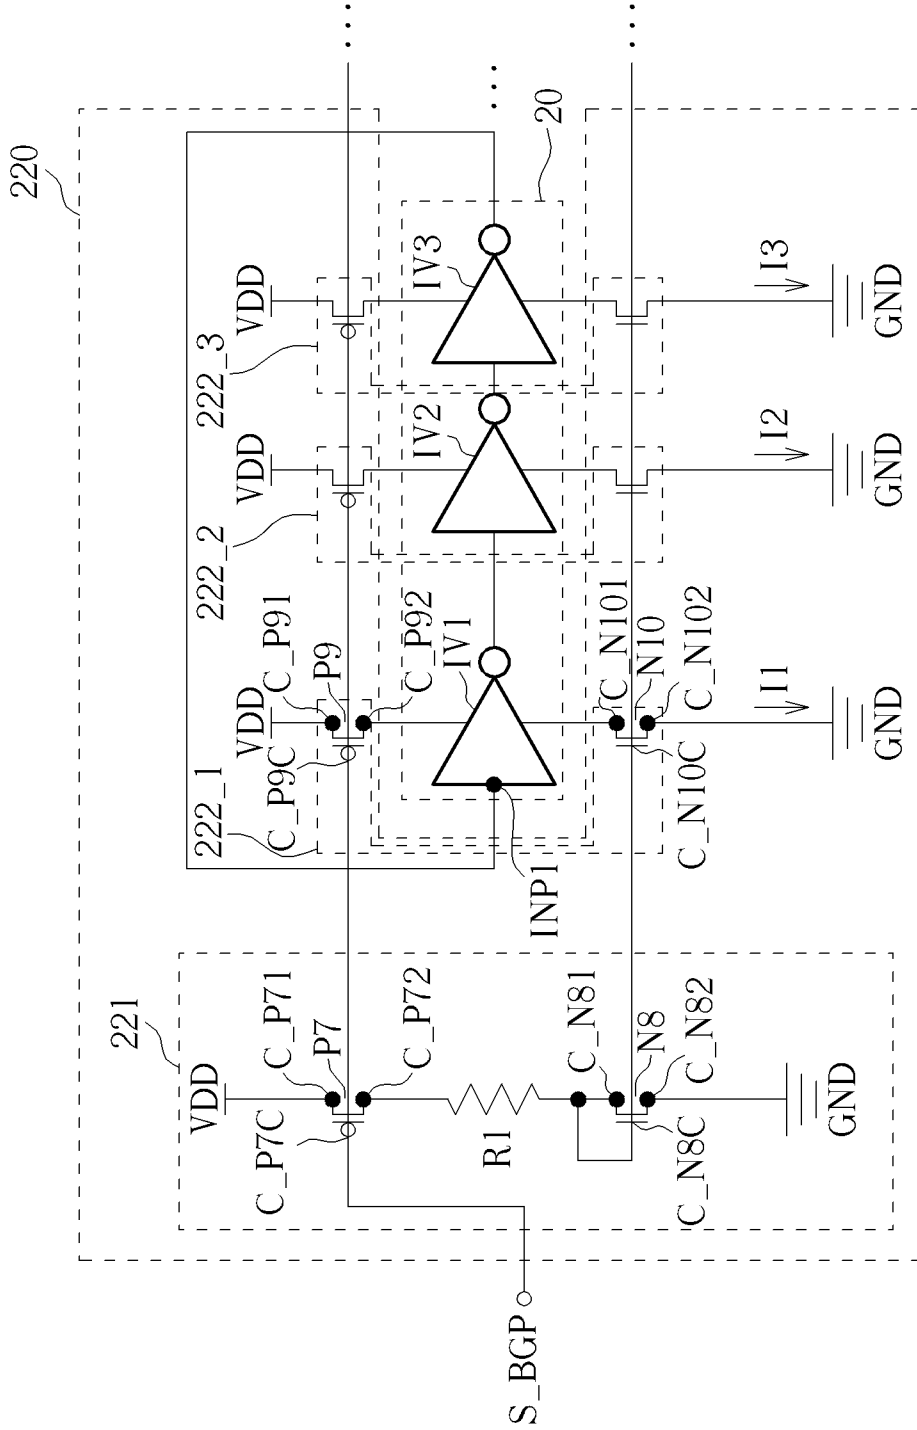 220
221
VDD
C_P71
P7
C_P7C
C_P72
R1
C_N81
N8
C_N8C
C_N82
GND
S_BGP
222_1
VDD
C_P91
P9
C_P9C
C_P92
IV1
INP1
C_N101
N10
C_N10C
C_N102
I1
GND
222_2
VDD
IV2
I2
GND
222_3
VDD
IV3
I3
GND
20